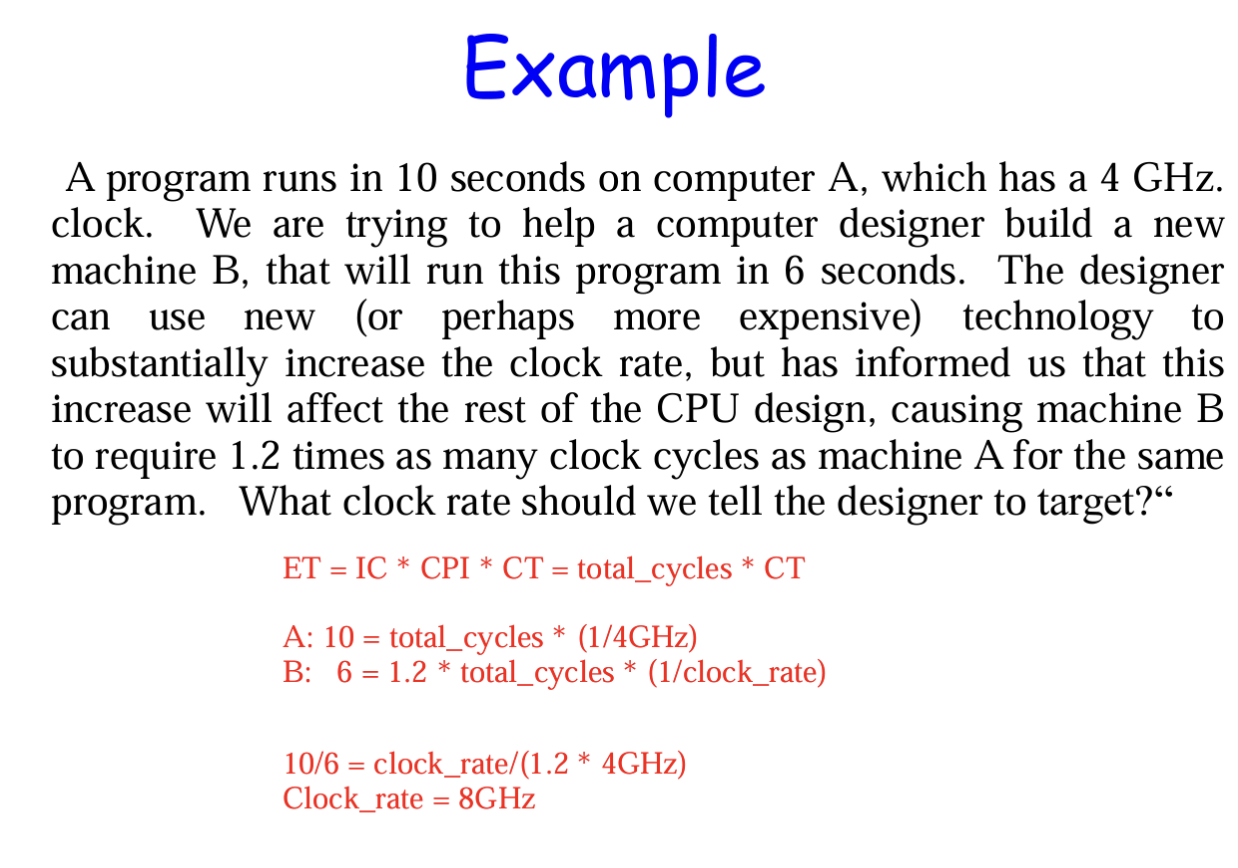 Example
A program runs in 10 seconds on computer A, which has a 4 GHz.
clock. We are trying to help a computer designer build a new
machine B, that will run this program in 6 seconds. The designer
can use new (or perhaps more expensive) technology to
substantially increase the clock rate, but has informed us that this
increase will affect the rest of the CPU design, causing machine B
to require 1.2 times as many clock cycles as machine A for the same
program. What clock rate should we tell the designer to target?“
ET = IC * CPI * CT = total_cycles * CT
A: 10 = total_cycles * (1/4GHz)
B: 6 = 1.2 * total_cycles * (1/clock_rate)
10/6 = clock_rate/(1.2 * 4GHz)
Clock_rate = 8GHz